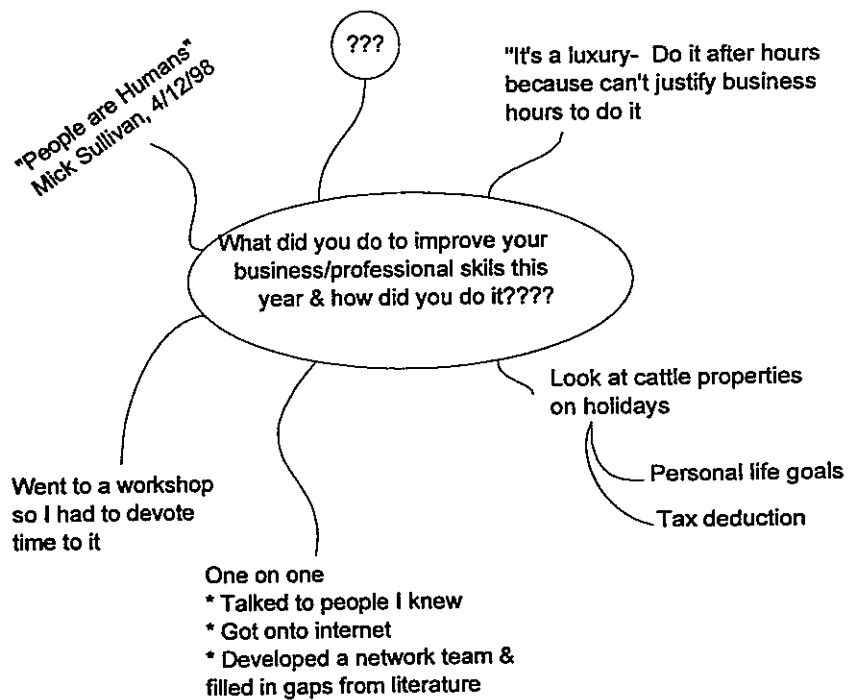 ???
"People are Humans"
Mick Sullivan, 4/12/98
"It's a luxury- Do it after hours
because can't justify business
hours to do it
What did you do to improve your
business/professional skils this
year & how did you do it????
Look at cattle properties
on holidays
Personal life goals
Tax deduction
Went to a workshop
so I had to devote
time to it
One on one
* Talked to people I knew
* Got onto internet
* Developed a network team &
filled in gaps from literature